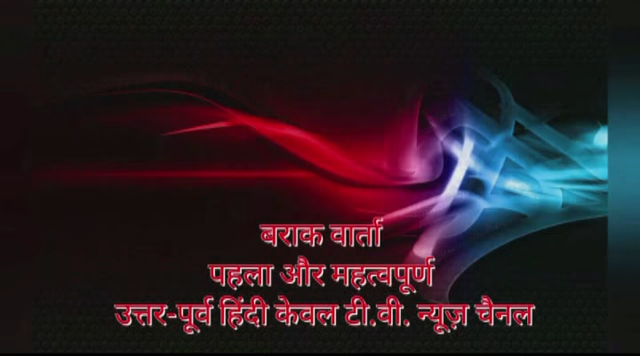 बराक वार्ता
पहला और महत्वपूर्ण
उत्तर-पूर्व हिंदी केवल टी.वी. न्यूज़ चैनल